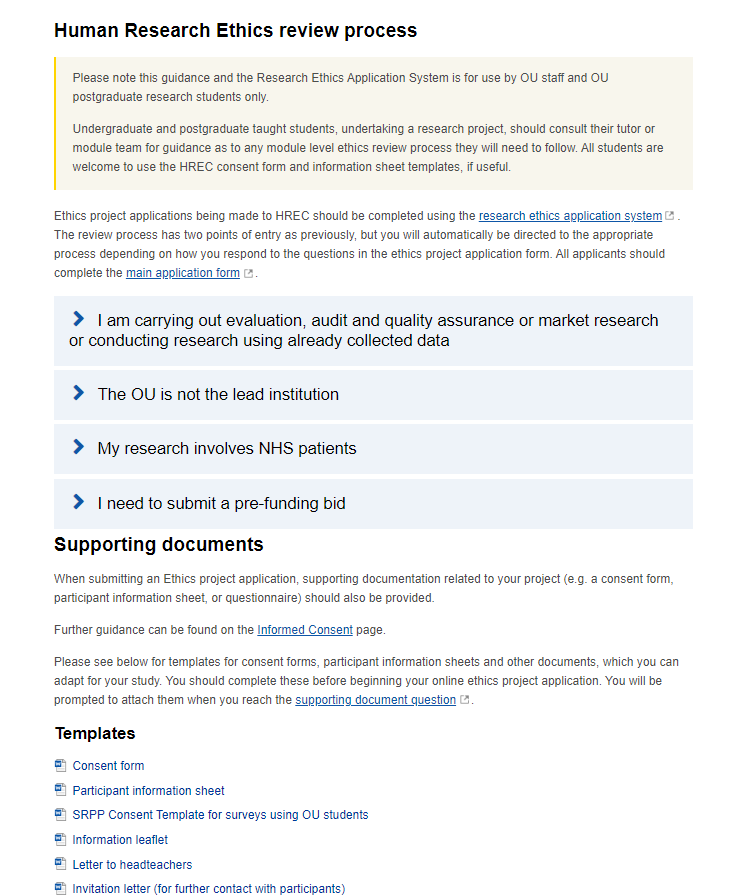 Human Research Ethics review process
Please note this guidance and the Research Ethics Application System is for use by OU staff and OU
postgraduate research students only.
Undergraduate and postgraduate taught students, undertaking a research project, should consult their tutor or
module team for guidance as to any module level ethics review process they will need to follow. All students are
welcome to use the HREC consent form and information sheet templates, if useful.
Ethics project applications being made to HREC should be completed using the research ethics application system .
The review process has two points of entry as previously, but you will automatically be directed to the appropriate
process depending on how you respond to the questions in the ethics project application form. All applicants should
complete the main application form .
I am carrying out evaluation, audit and quality assurance or market research
or conducting research using already collected data
The OU is not the lead institution
My research involves NHS patients
I need to submit a pre-funding bid
Supporting documents
When submitting an Ethics project application, supporting documentation related to your project (e.g. a consent form,
participant information sheet, or questionnaire) should also be provided.
Further guidance can be found on the Informed Consent page.
Please see below for templates for consent forms, participant information sheets and other documents, which you can
adapt for your study. You should complete these before beginning your online ethics project application. You will be
prompted to attach them when you reach the supporting document question .
Templates
Consent form
Participant information sheet
SRPP Consent Template for surveys using OU students
Information leaflet
Letter to headteachers
Invitation letter (for further contact with participants)